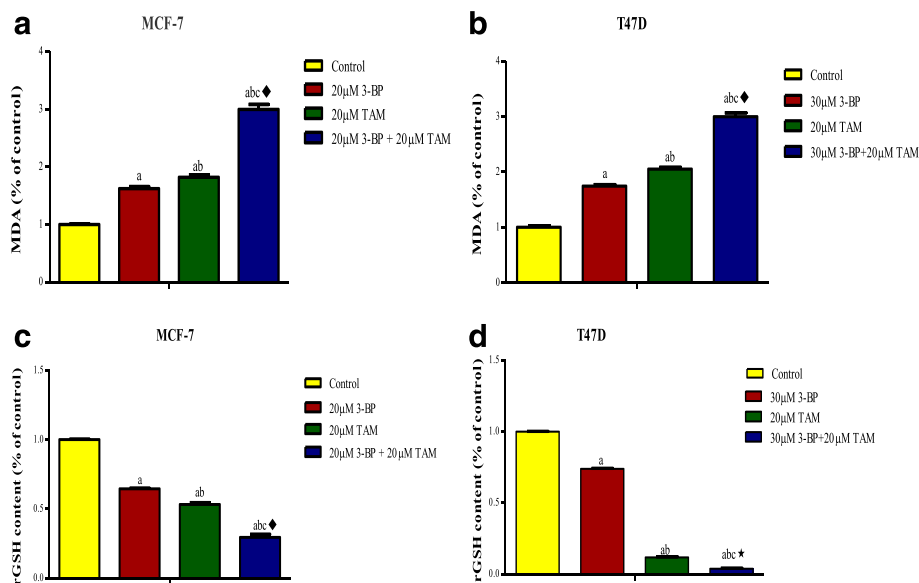 a
MCF-7
MDA (% of control)
4
3
2
1
0
a
ab
abc♦
Control
20μM 3-BP
20μM TAM
20μM 3-BP + 20μM TAM
b
T47D
MDA (% of control)
4
3
2
1
0
a
ab
abc♦
Control
30μM 3-BP
20μM TAM
30μM 3-BP+20μM TAM
c
MCF-7
rGSH content (% of control)
1.5
1.0
0.5
0.0
a
ab
abc♦
Control
20μM 3-BP
20μM TAM
20μM 3-BP + 20μM TAM
d
T47D
rGSH content (% of control)
1.5
1.0
0.5
0.0
a
ab
abc★
Control
30μM 3-BP
20μM TAM
30μM 3-BP+20μM TAM